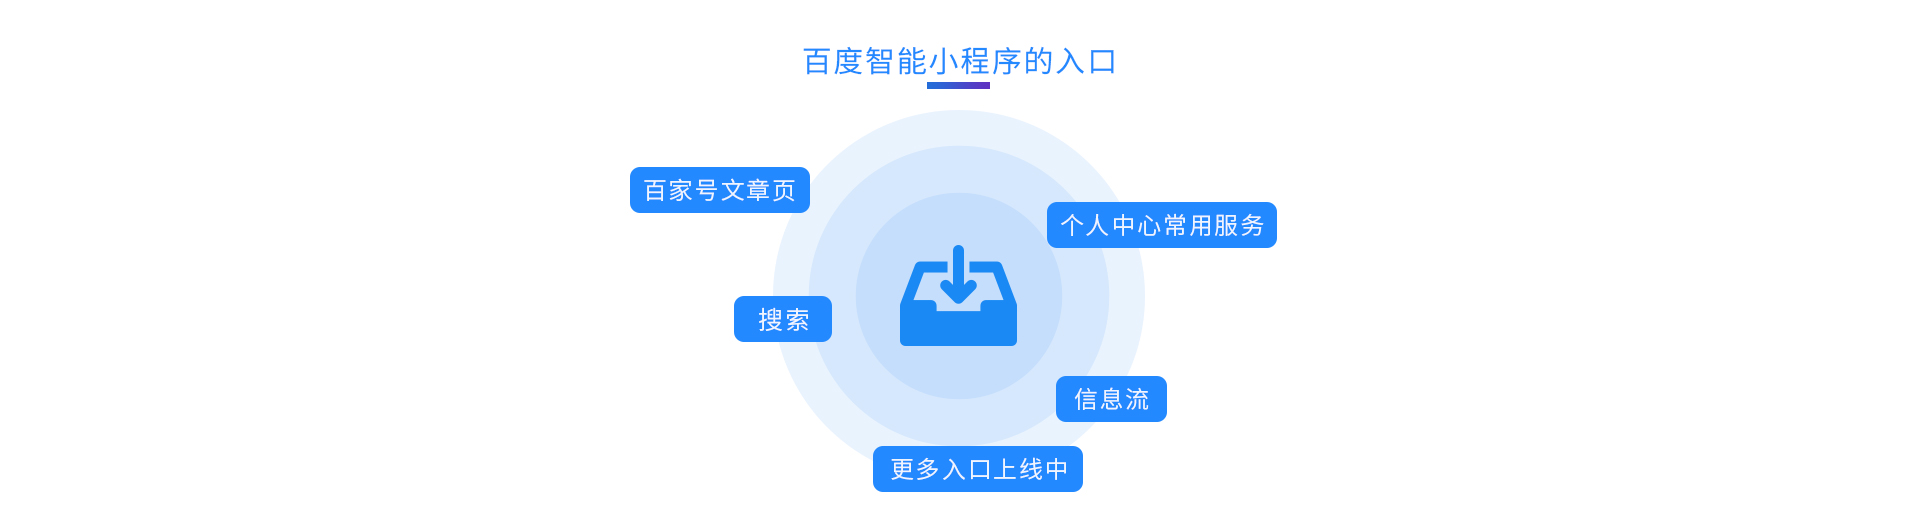 百度智能小程序的入口
百家号文章页
个人中心常用服务
搜索
信息流
更多入口上线中